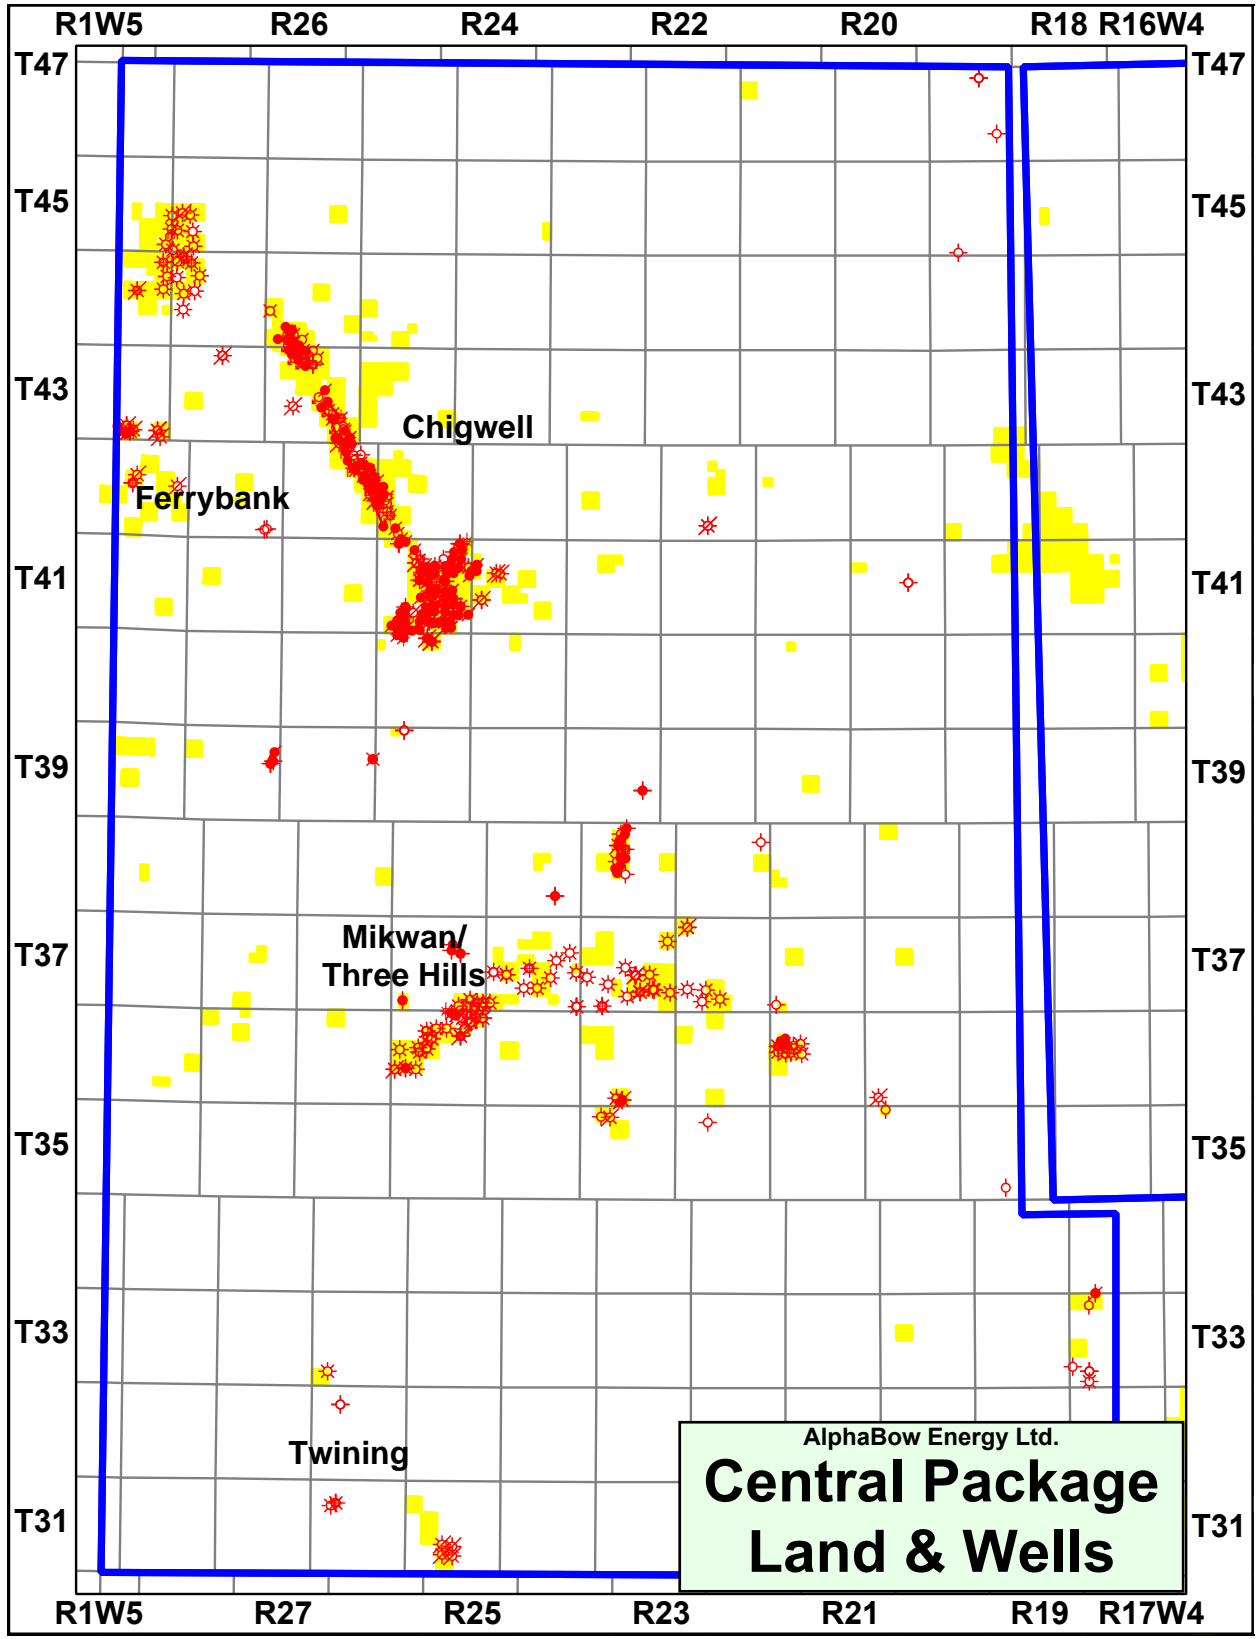 R1W5 R26 R24 R22 R20 R18 R16W4
T47 T47
T45 T45
T43 T43
Chigwell
Ferrybank
T41 T41
T39 T39
Mikwan/
Three Hills
T37 T37
T35 T35
T33 T33
Twining
T31 T31
AlphaBow Energy Ltd.
Central Package
Land & Wells
R1W5 R27 R25 R23 R21 R19 R17W4